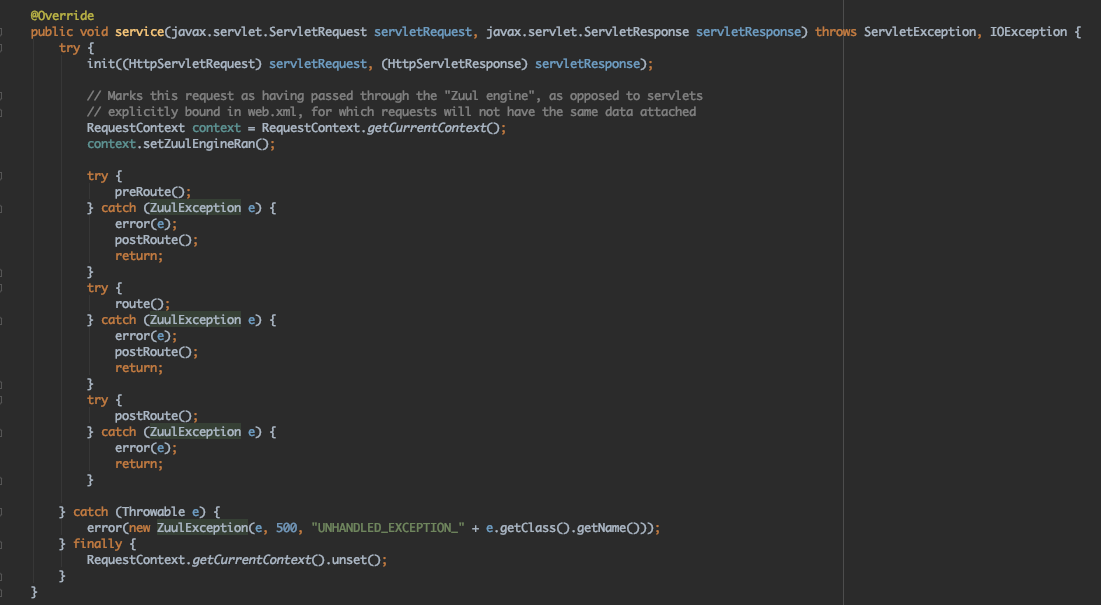 @Override
public void service(javax.servlet.ServletRequest servletRequest, javax.servlet.ServletResponse servletResponse) throws ServletException, IOException {
try {
init((HttpServletRequest) servletRequest, (HttpServletResponse) servletResponse);
// Marks this request as having passed through the "Zuul engine", as opposed to servlets
// explicitly bound in web.xml, for which requests will not have the same data attached
RequestContext context = RequestContext.getCurrentContext();
context.setZuulEngineRan();
try {
preRoute();
} catch (ZuulException e) {
error(e);
postRoute();
return;
}
try {
route();
} catch (ZuulException e) {
error(e);
postRoute();
return;
}
try {
postRoute();
} catch (ZuulException e) {
error(e);
return;
}
} catch (Throwable e) {
error(new ZuulException(e, 500, "UNHANDLED_EXCEPTION_" + e.getClass().getName()));
} finally {
RequestContext.getCurrentContext().unset();
}
}